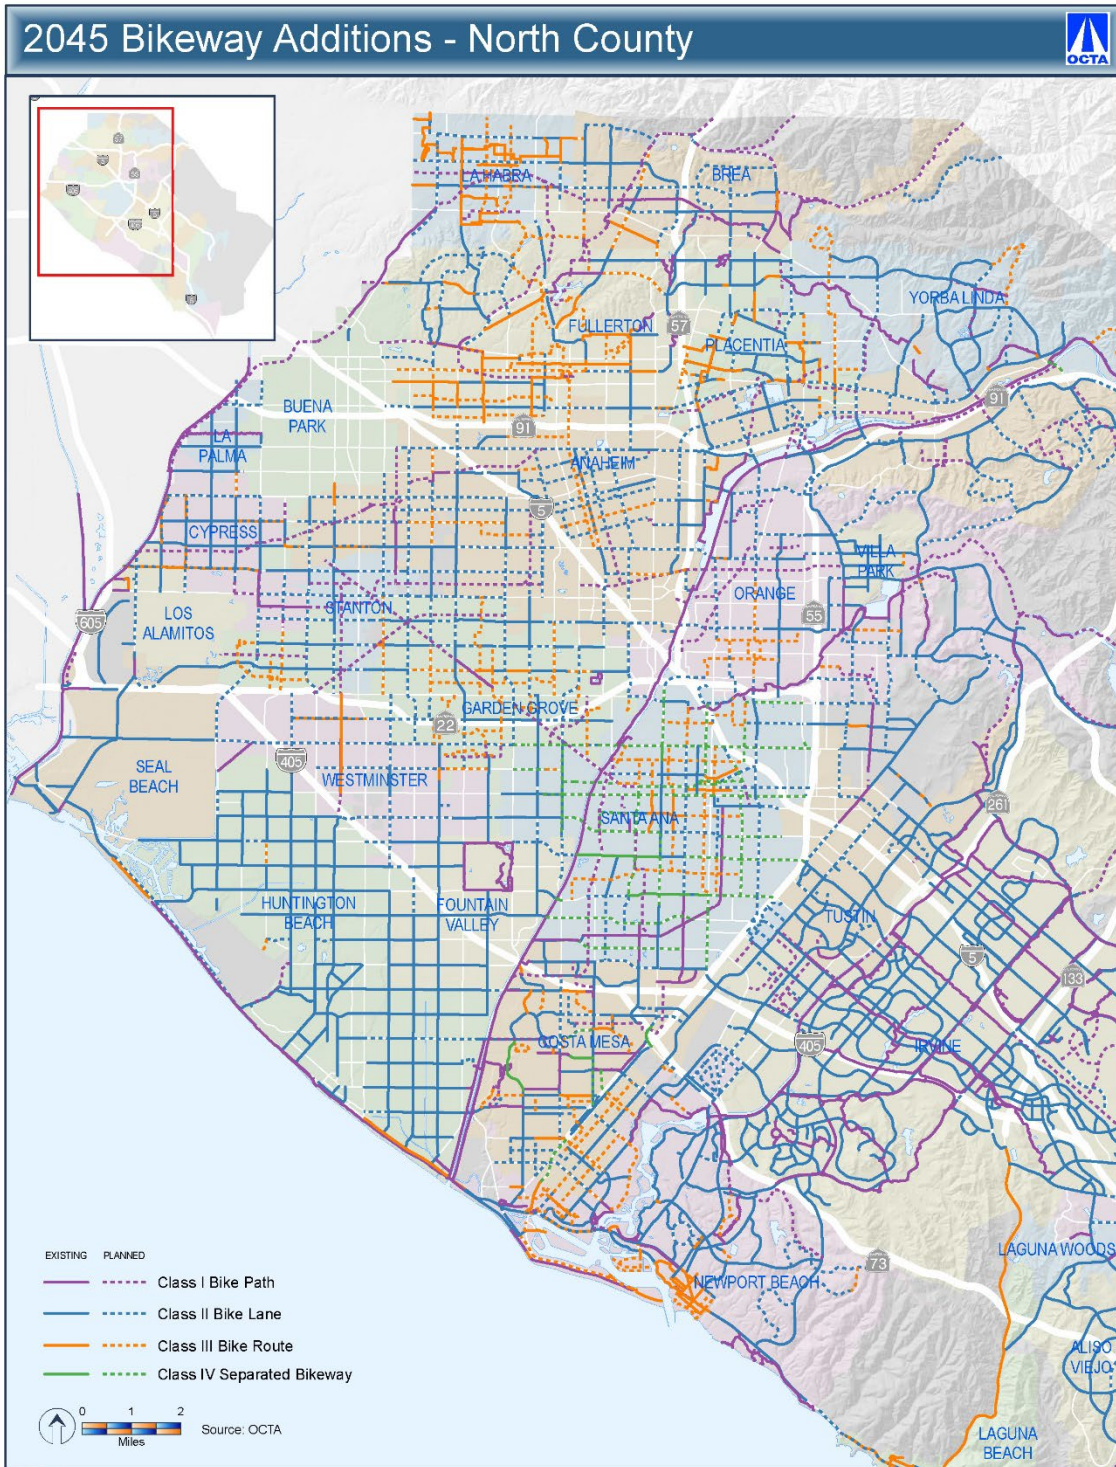 2045 Bikeway Additions - North County
OCTA
LA HABRA
BREA
YORBA LINDA
FULLERTON
57
PLACENTIA
BUENA
PARK
91
91
LA
PALMA
ANAHEIM
5
CYPRESS
VILLA
PARK
ORANGE
STANTON
LOS
ALAMITOS
605
55
GARDEN GROVE
22
405
SEAL
BEACH
WESTMINSTER
261
SANTA ANA
HUNTINGTON
BEACH
FOUNTAIN
VALLEY
TUSTIN
5
133
COSTA MESA
405
IRVINE
LAGUNA WOODS
73
NEWPORT BEACH
ALISO
VIEJO
LAGUNA
BEACH
EXISTING PLANNED
Class I Bike Path
Class II Bike Lane
Class III Bike Route
Class IV Separated Bikeway
0 1 2
Miles
Source: OCTA